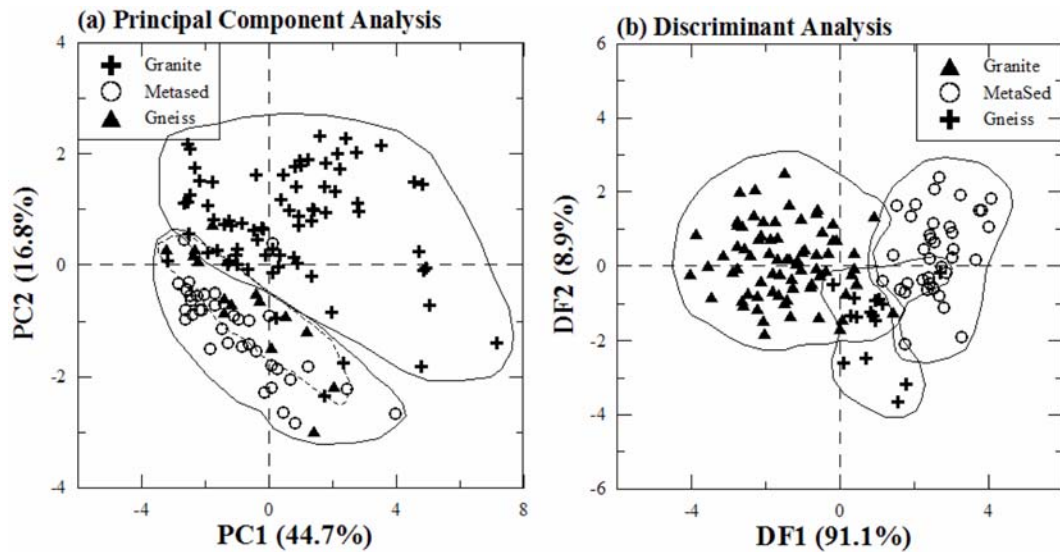 (a) Principal Component Analysis
4
Granite
Metased
Gneiss
2
0
-2
-4
-4
0
4
8
PC2 (16.8%)
PC1 (44.7%)
(b) Discriminant Analysis
6
Granite
MetaSed
Gneiss
4
2
0
-2
-4
-6
-4
0
4
DF2 (8.9%)
DF1 (91.1%)